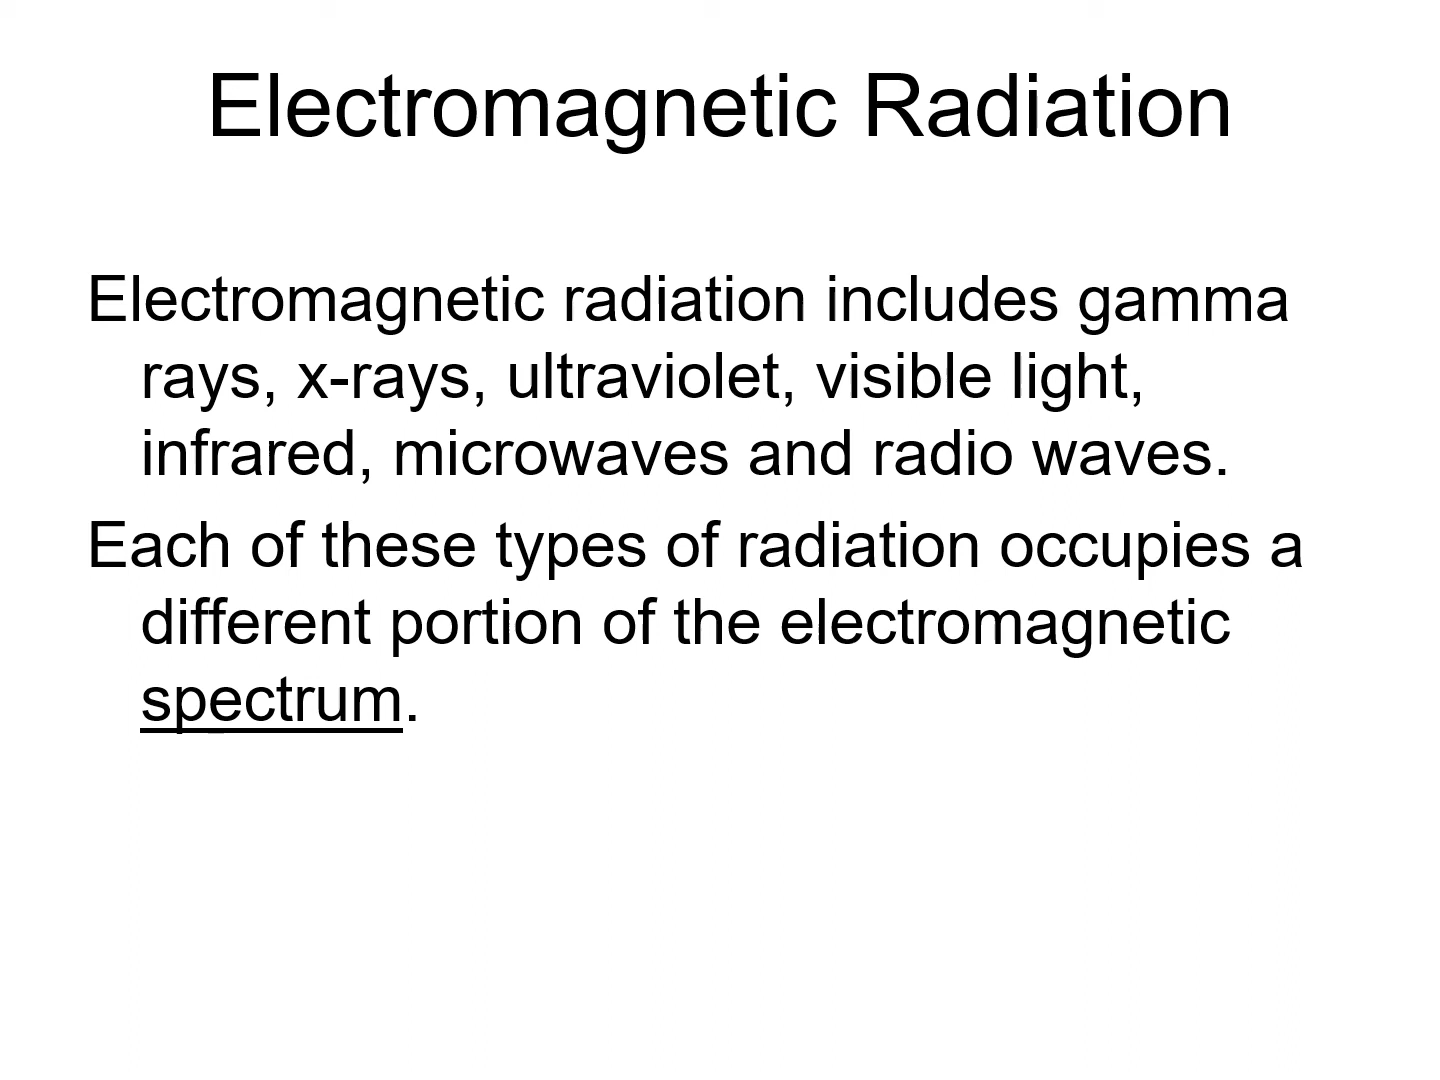 Electromagnetic Radiation
Electromagnetic radiation includes gamma
rays, x-rays, ultraviolet, visible light,
infrared, microwaves and radio waves.
Each of these types of radiation occupies a
different portion of the electromagnetic
spectrum.